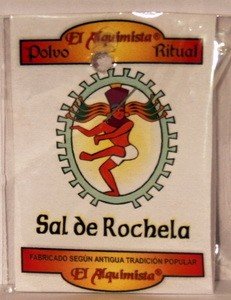 El Alquimista®
Polvo Ritual
Sal de Rochela
FABRICADO SEGÚN ANTIGUA TRADICIÓN POPULAR
El Alquimista®